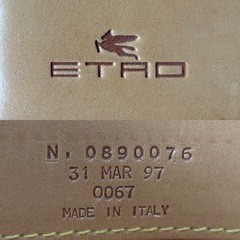 ETRO
N. 0890076
31 MAR 97
0067
MADE IN ITALY